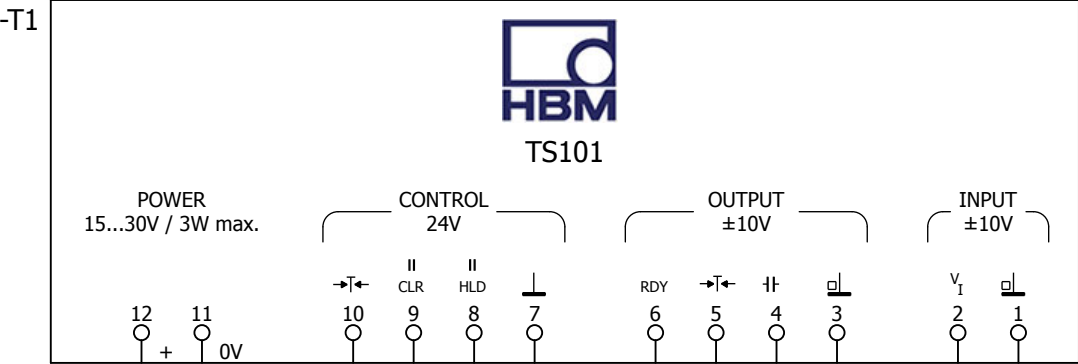 -T1
HBM
TS101
POWER
15...30V / 3W max.
CONTROL
24V
OUTPUT
±10V
INPUT
±10V
CLR HLD RDY VI
12 11 10 9 8 7 6 5 4 3 2 1
+ 0V